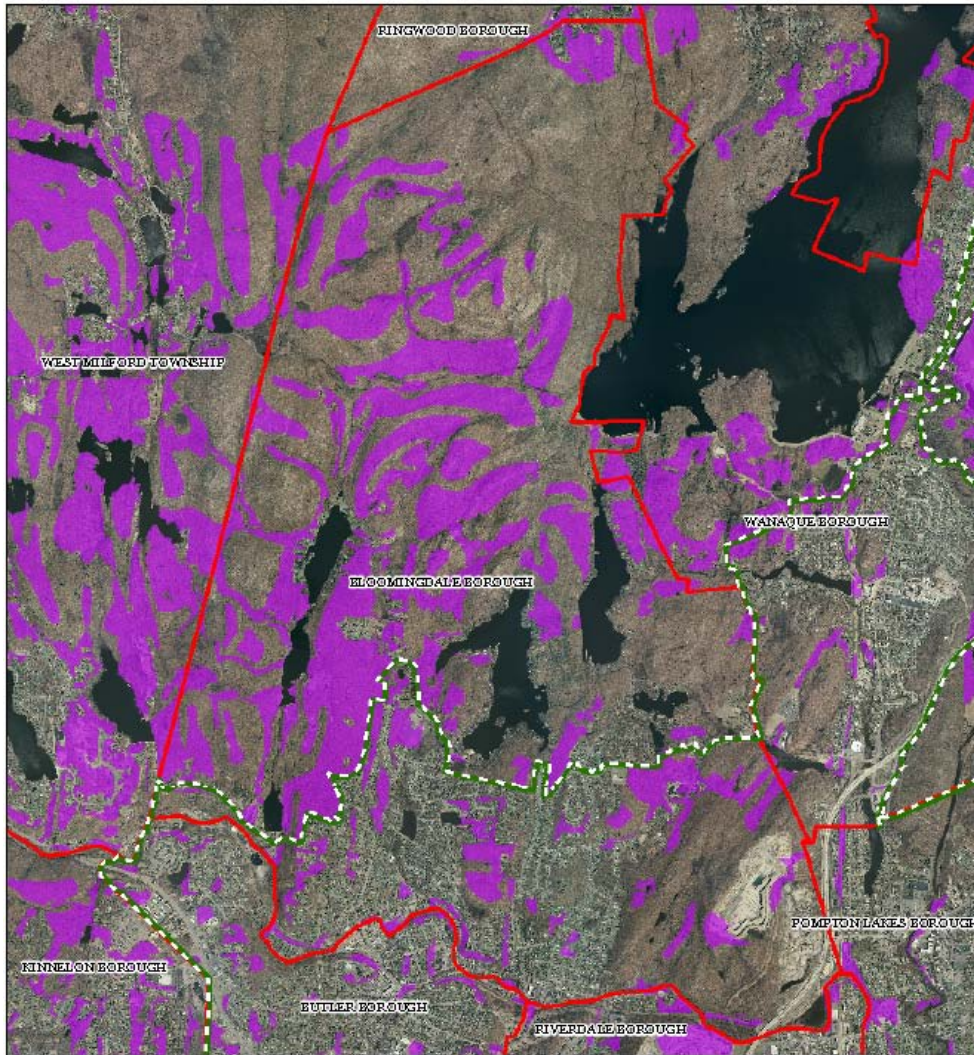 RINGWOOD BOROUGH
WEST MILFORD TOWNSHIP
WANAQUE BOROUGH
BLOOMINGDALE BOROUGH
POMPTON LAKES BOROUGH
KINNELON BOROUGH
BUTLER BOROUGH
RIVERDALE BOROUGH